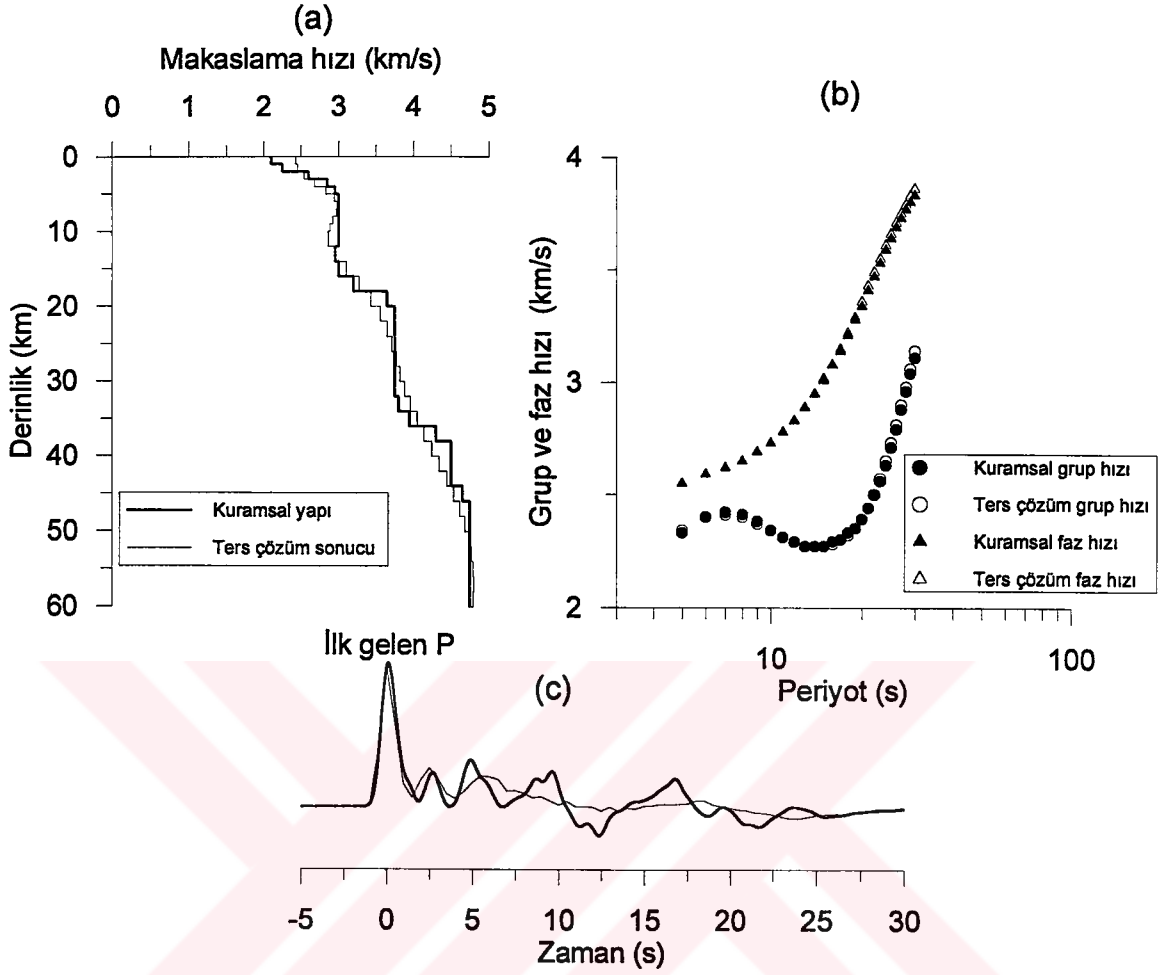 (a)
Makaslama hızı (km/s)
0 1 2 3 4 5
0
10
20
30
40
50
60
Derinlik (km)
Kuramsal yapı
Ters çözüm sonucu
(b)
4
3
2
Grup ve faz hızı (km/s)
Kuramsal grup hızı
Ters çözüm grup hızı
Kuramsal faz hızı
Ters çözüm faz hızı
10 100
Periyot (s)
İlk gelen P
(c)
-5 0 5 10 15 20 25 30
Zaman (s)